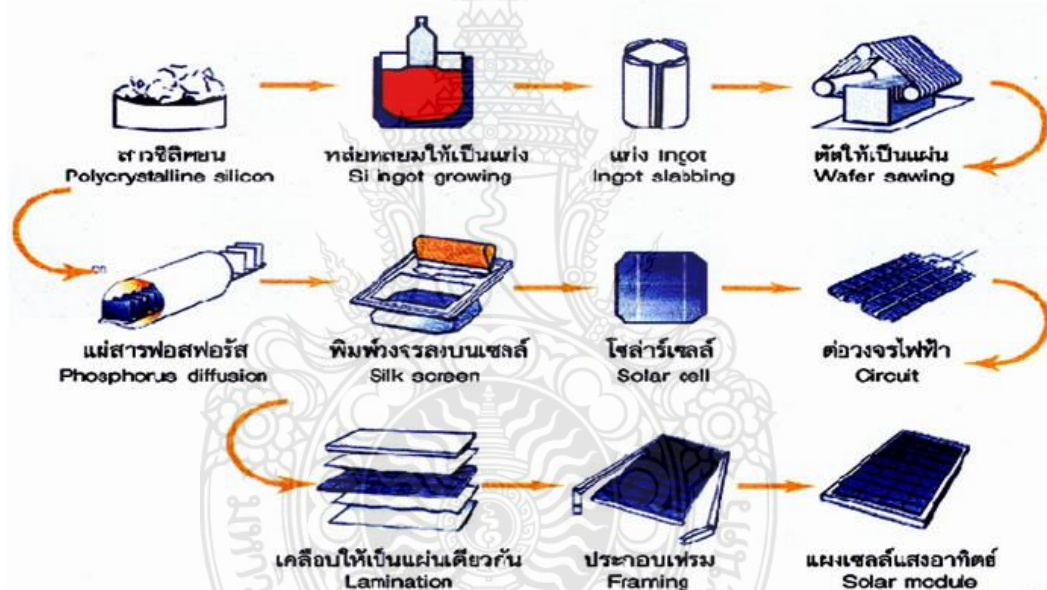 สารซิลิคอน
Polycrystalline silicon
หล่อหลอมให้เป็นแท่ง
Si ingot growing
แท่ง Ingot
Ingot slabbing
ตัดให้เป็นแผ่น
Wafer sawing
แผ่สารฟอสฟอรัส
Phosphorus diffusion
พิมพ์วงจรลงบนเซลล์
Silk screen
โซล่าร์เซลล์
Solar cell
ต่อวงจรไฟฟ้า
Circuit
เคลือบให้เป็นแผ่นเดียวกัน
Lamination
ประกอบเฟรม
Framing
แผงเซลล์แสงอาทิตย์
Solar module